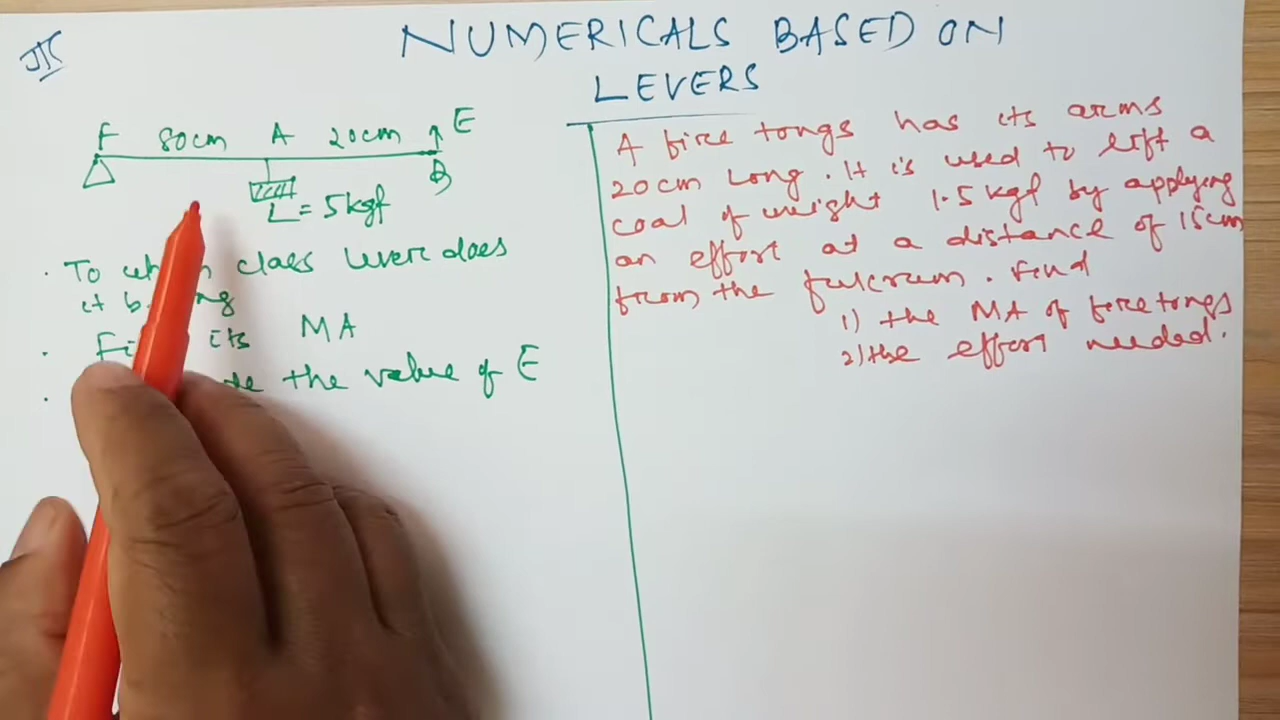 JJS
NUMERICALS BASED ON
LEVERS
F 80cm A 20cm E
B
L = 5kgf
. To class lever does
it
. its MA
. the value of E
A fire tongs has its arms
20cm long. It is used to lift a
coal of weight 1.5kgf by applying
an effort at a distance of 15cm
from the fulcrum. Find
1) the MA of fire tongs
2) the effort needed.